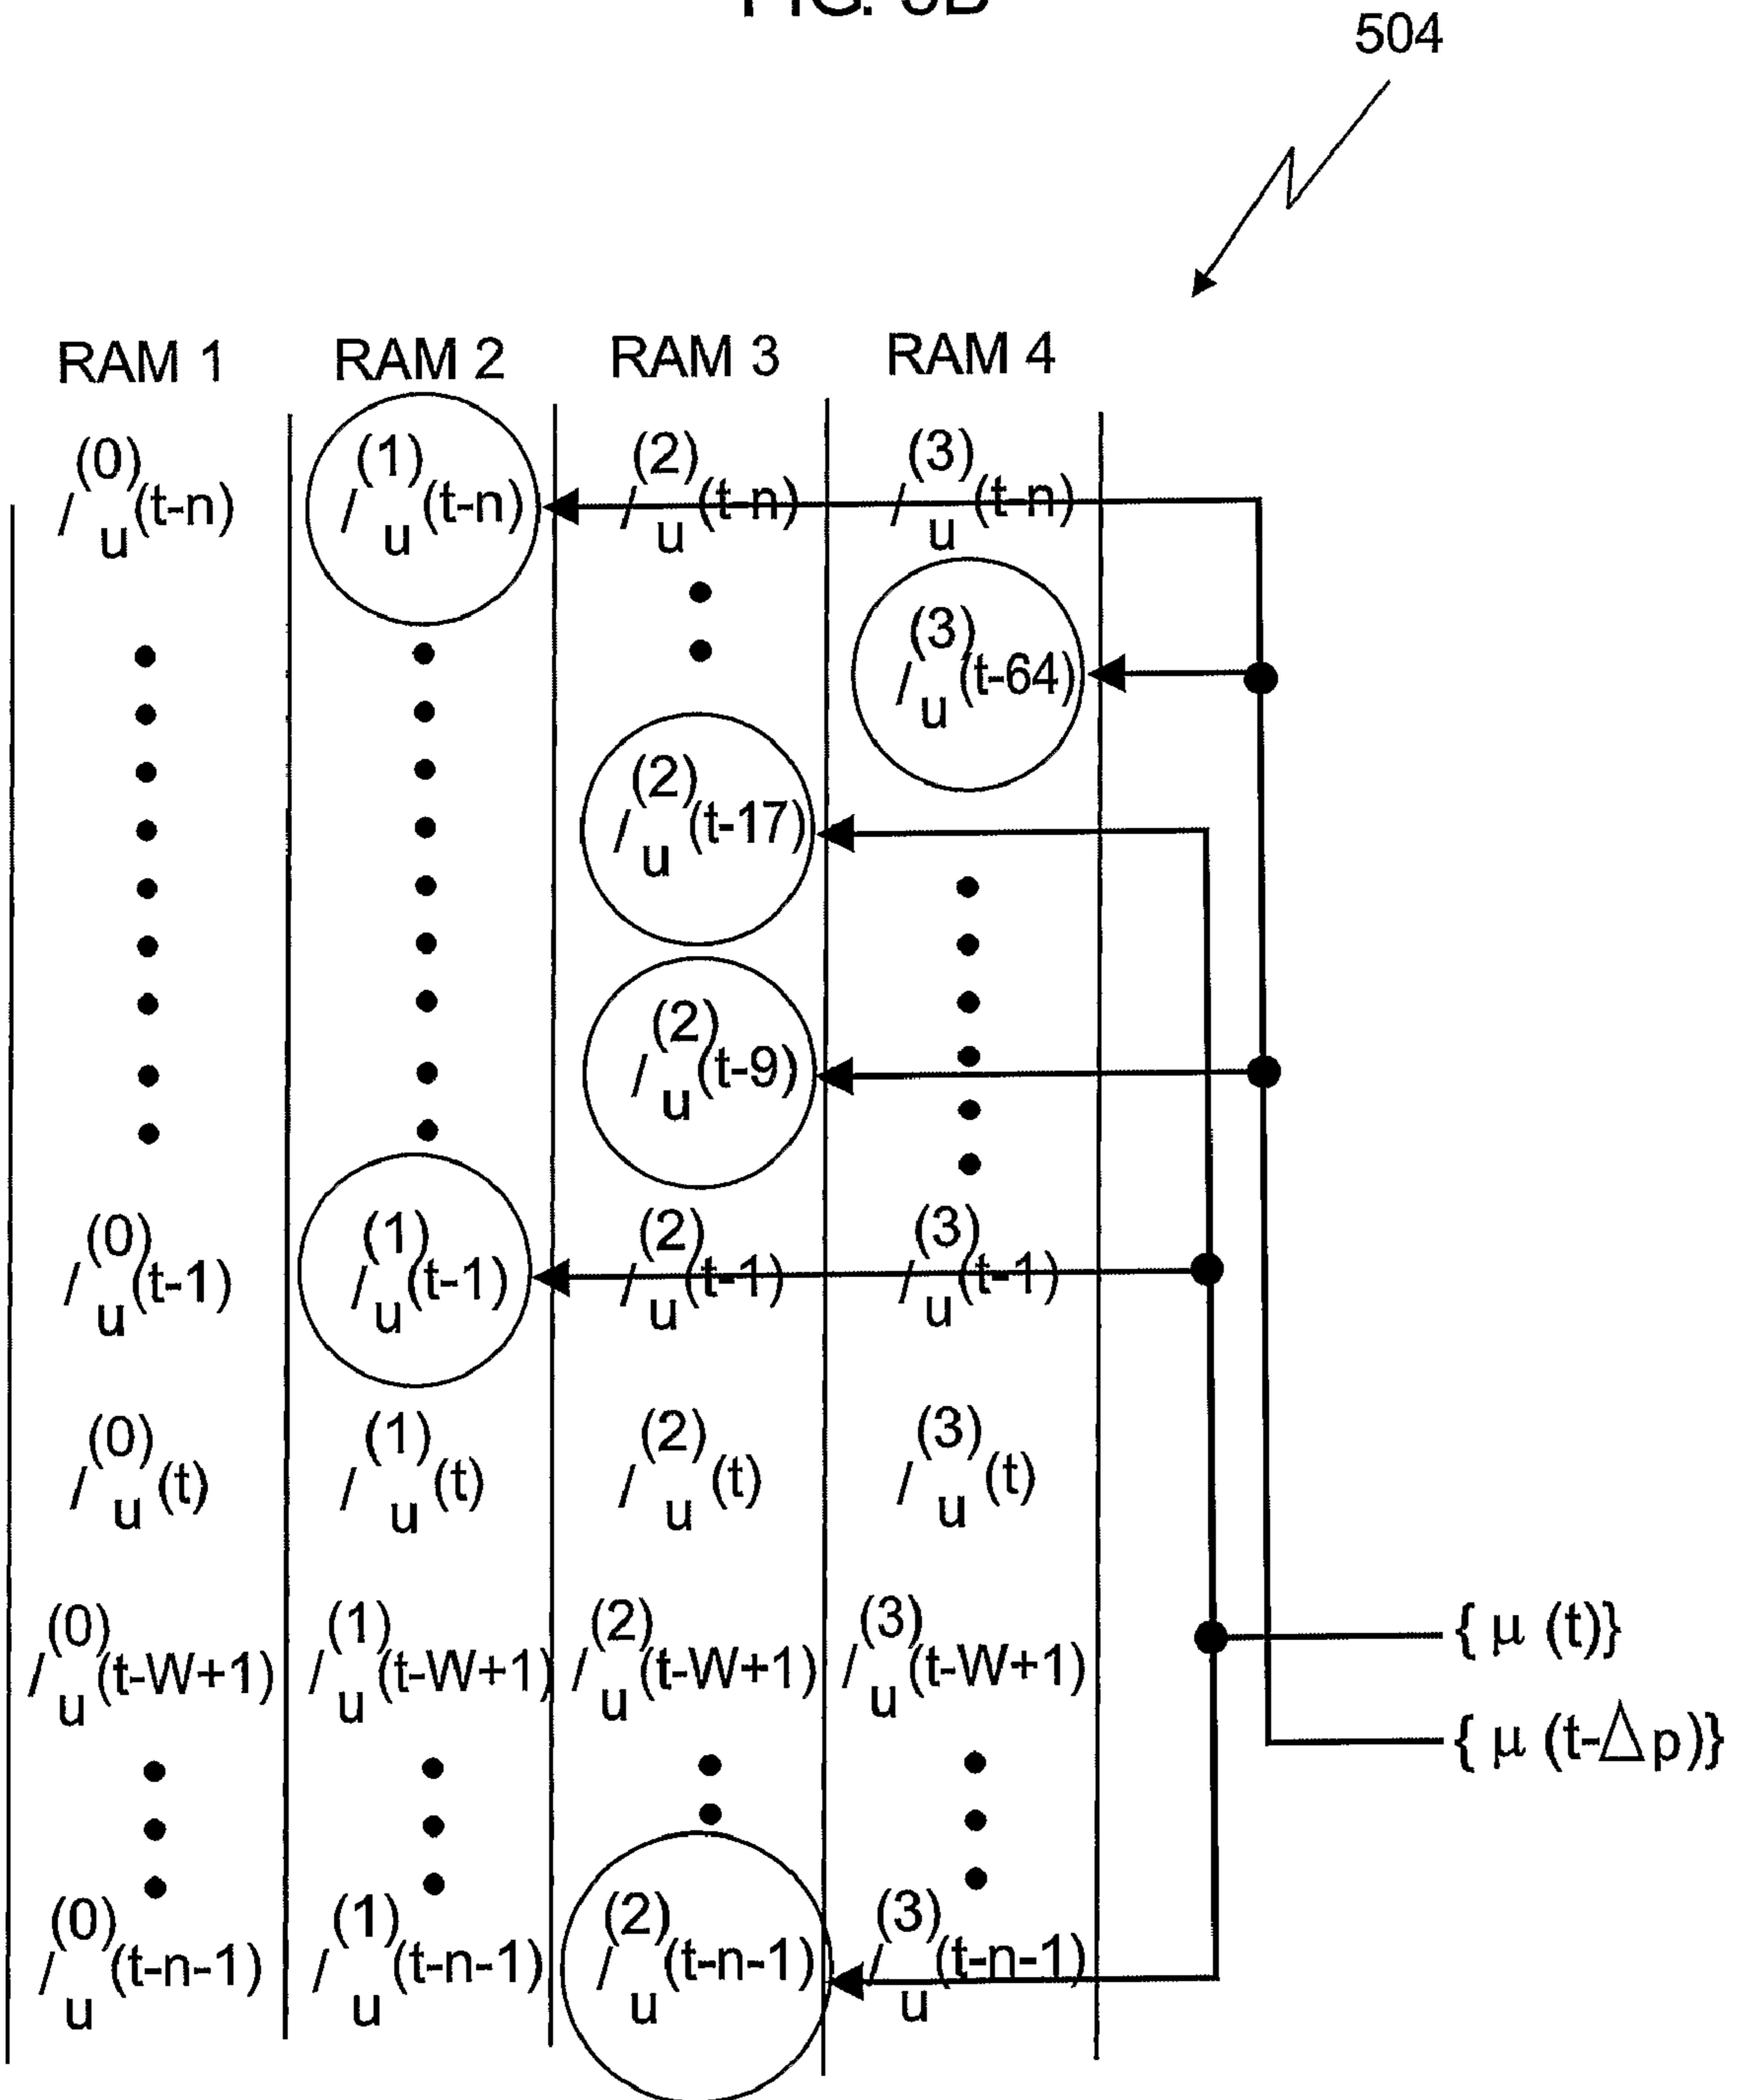 504
RAM 1 RAM 2 RAM 3 RAM 4
(0) (1) (2) (3)
/u(t-n) /u(t-n) /u(t-n) /u(t-n)
(3)
/u(t-64)
(2)
/u(t-17)
(2)
/u(t-9)
(0) (1) (2) (3)
/u(t-1) /u(t-1) /u(t-1) /u(t-1)
(0) (1) (2) (3)
/u(t) /u(t) /u(t) /u(t)
(0) (1) (2) (3)
/u(t-W+1) /u(t-W+1) /u(t-W+1) /u(t-W+1)
{ μ (t)}
{ μ (t-Δp)}
(0) (1) (2) (3)
/u(t-n-1) /u(t-n-1) /u(t-n-1) /u(t-n-1)